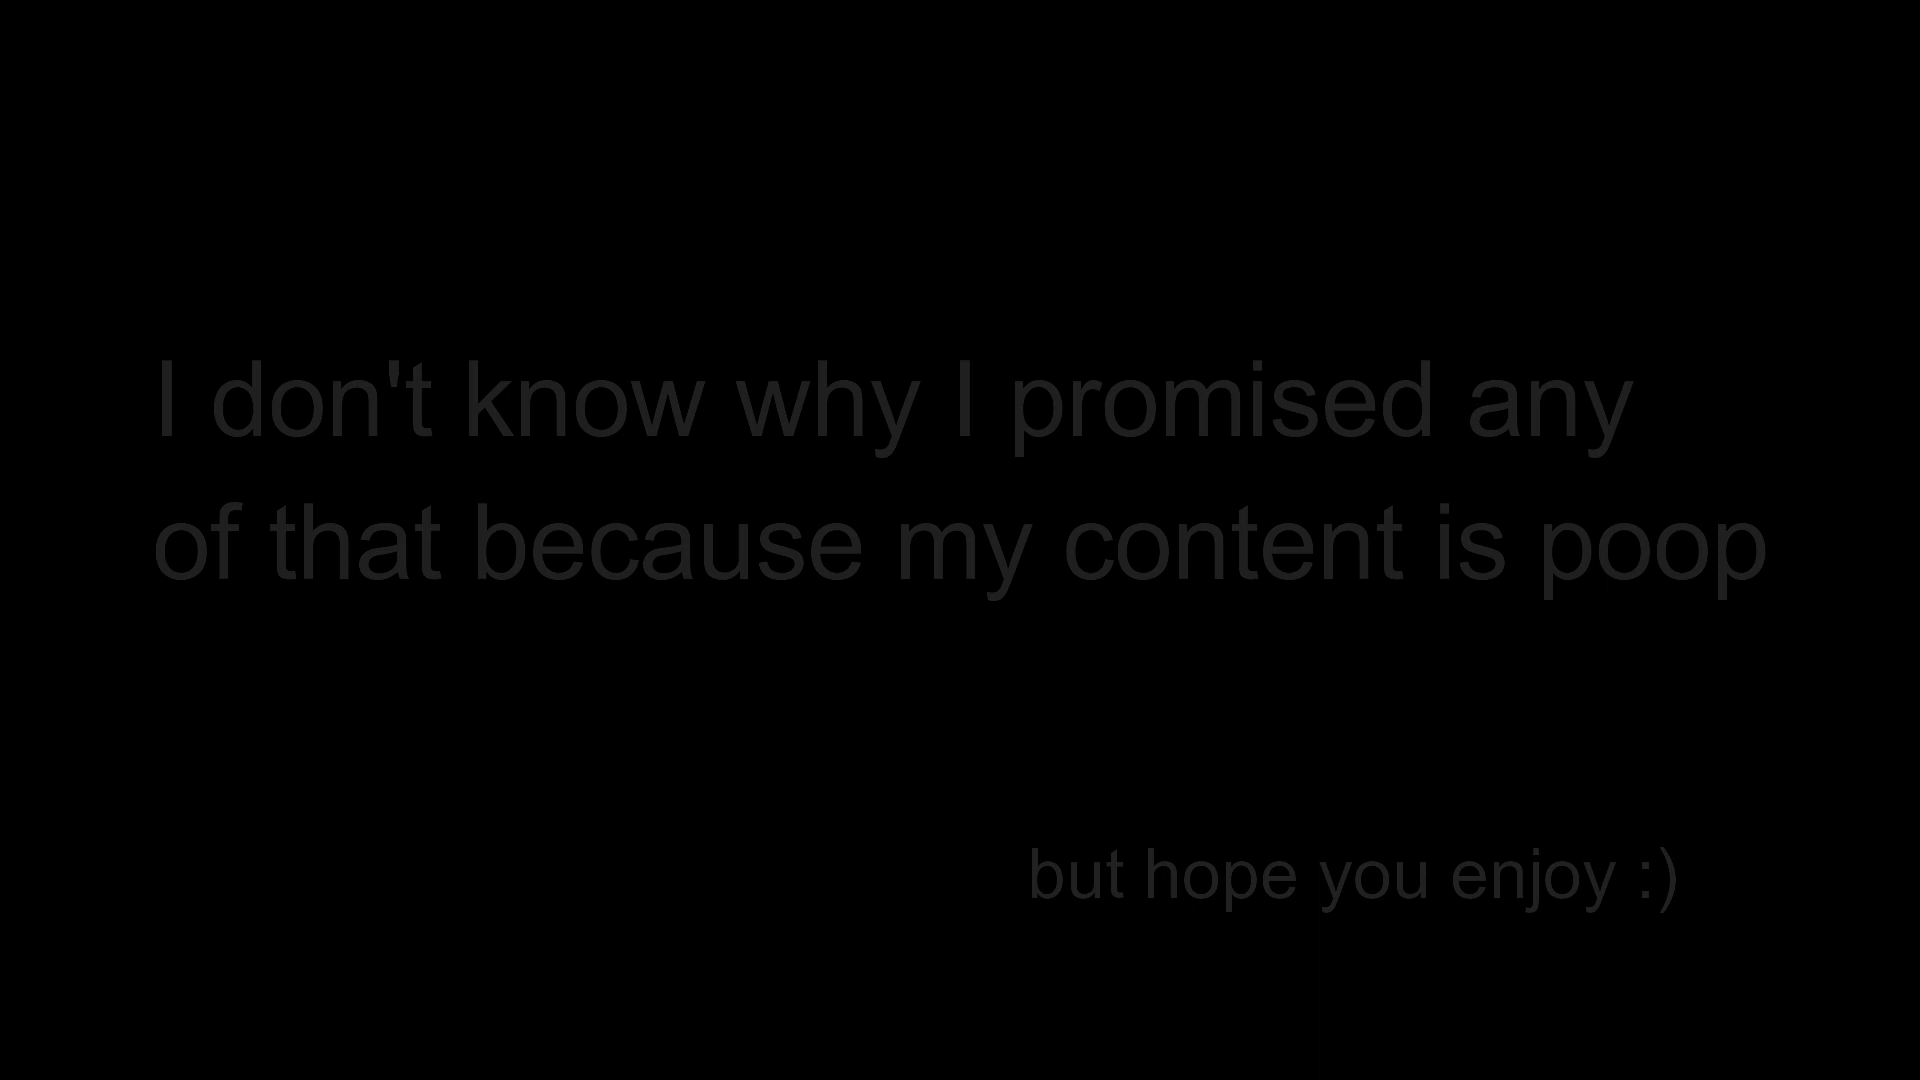 I don't know why I promised any
of that because my content is poop
but hope you enjoy :)